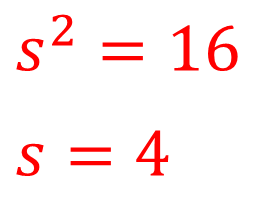 s² = 16
s = 4